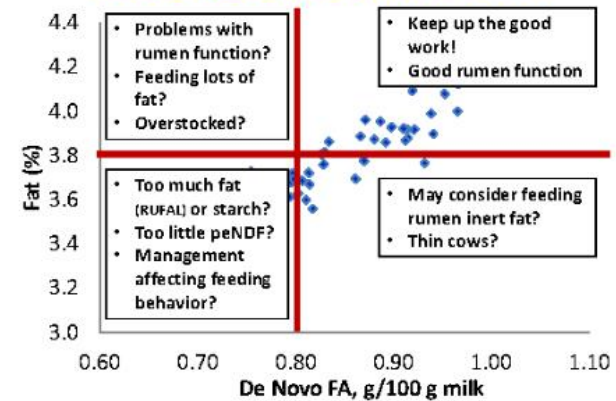 4.4
4.2
4.0
3.8
3.6
3.4
3.2
3.0
Fat (%)
• Problems with
rumen function?
• Feeding lots of
fat?
• Overstocked?
• Keep up the good
work!
• Good rumen function
• Too much fat
(RUFAL) or starch?
• Too little peNDF?
• Management
affecting feeding
behavior?
• May consider feeding
rumen inert fat?
• Thin cows?
0.60 0.70 0.80 0.90 1.00 1.10
De Novo FA, g/100 g milk